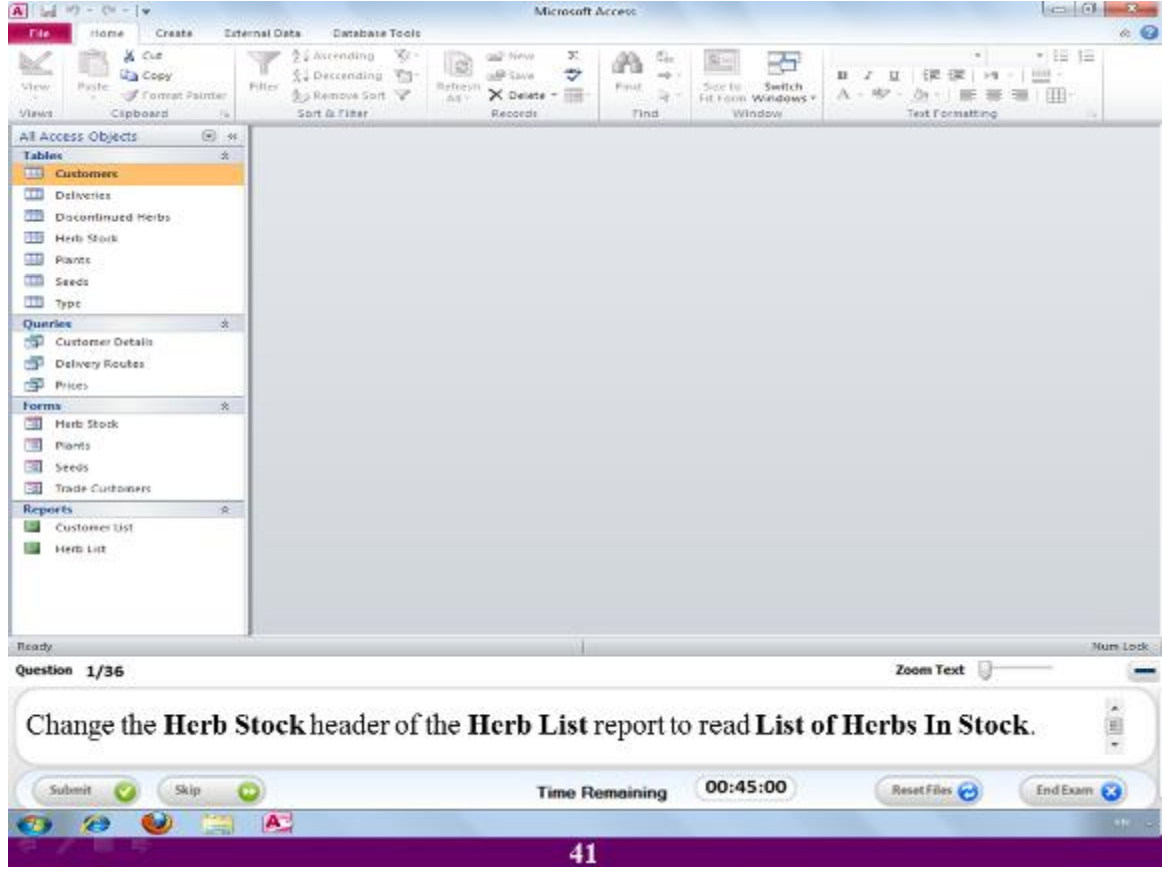 Microsoft Access
File Home Create External Data Database Tools
View
Paste
Cut
Copy
Format Painter
Filter
Ascending
Descending
Remove Sort
Refresh All
New
Save
Delete
Find
Size to Fit Form
Switch Windows
Views Clipboard Sort & Filter Records Find Window Text Formatting
All Access Objects
Tables
Customers
Deliveries
Discontinued Herbs
Herb Stock
Plants
Seeds
Type
Queries
Customer Details
Delivery Routes
Prices
Forms
Herb Stock
Plants
Seeds
Trade Customers
Reports
Customer List
Herb List
Ready Num Lock
Question 1/36 Zoom Text
Change the Herb Stock header of the Herb List report to read List of Herbs In Stock.
Submit Skip Time Remaining 00:45:00 Reset Files End Exam
41